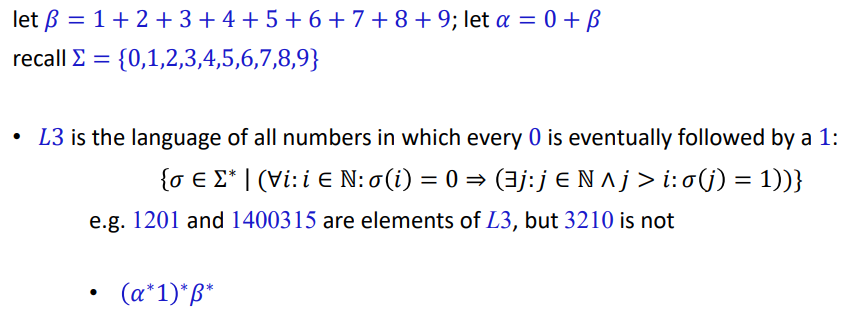 let 𝛽 = 1 + 2 + 3 + 4 + 5 + 6 + 7 + 8 + 9; let 𝛼 = 0 + 𝛽
recall Σ = {0,1,2,3,4,5,6,7,8,9}
• 𝐿3 is the language of all numbers in which every 0 is eventually followed by a 1:
{𝜎 ∈ Σ* | (∀𝑖: 𝑖 ∈ ℕ: 𝜎(𝑖) = 0 ⇒ (∃𝑗: 𝑗 ∈ ℕ ∧ 𝑗 > 𝑖: 𝜎(𝑗) = 1))}
e.g. 1201 and 1400315 are elements of 𝐿3, but 3210 is not
• (𝛼*1)*𝛽*